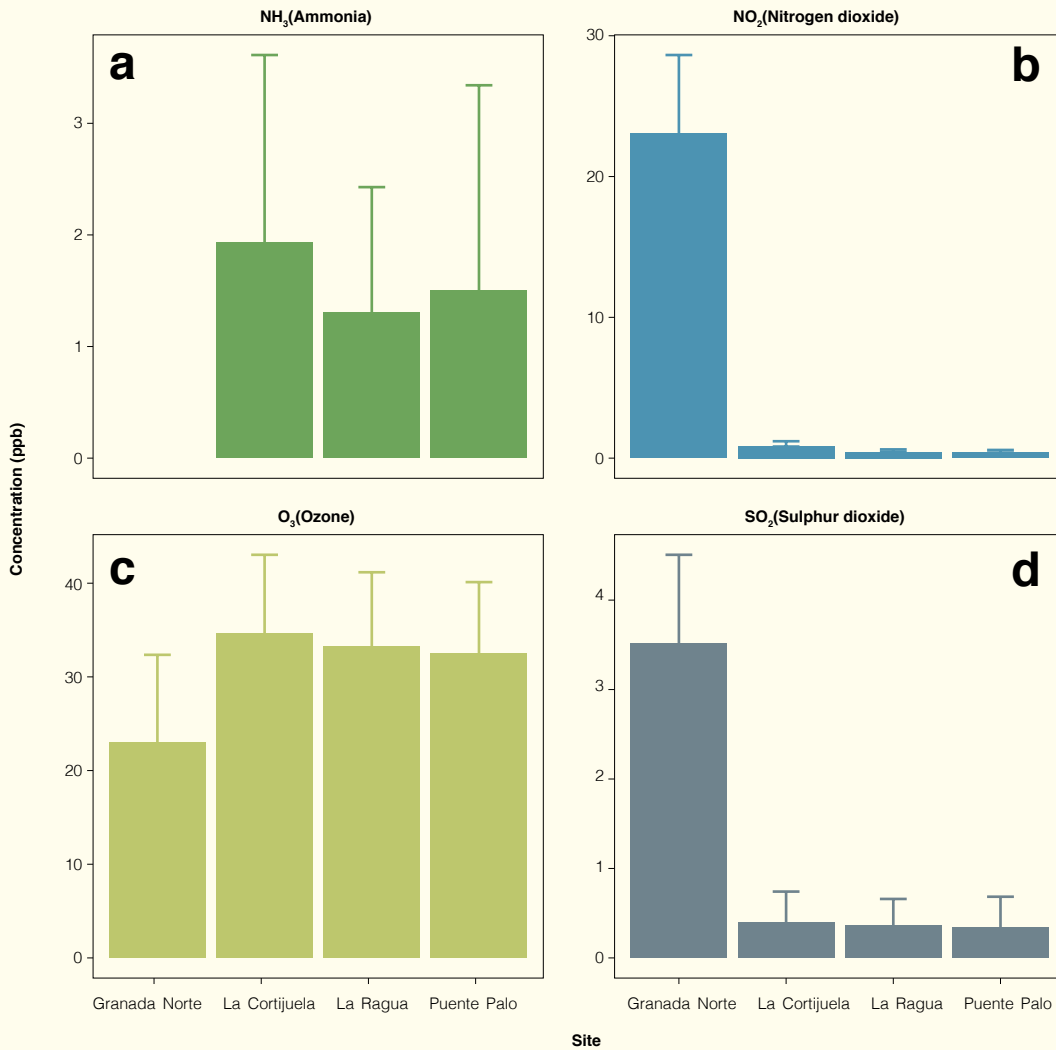 NH₃(Ammonia)
NO₂(Nitrogen dioxide)
a
b
3
2
1
0
30
20
10
0
Concentration (ppb)
O₃(Ozone)
SO₂(Sulphur dioxide)
c
d
40
30
20
10
0
4
3
2
1
0
Granada Norte La Cortijuela La Ragua Puente Palo
Granada Norte La Cortijuela La Ragua Puente Palo
Site